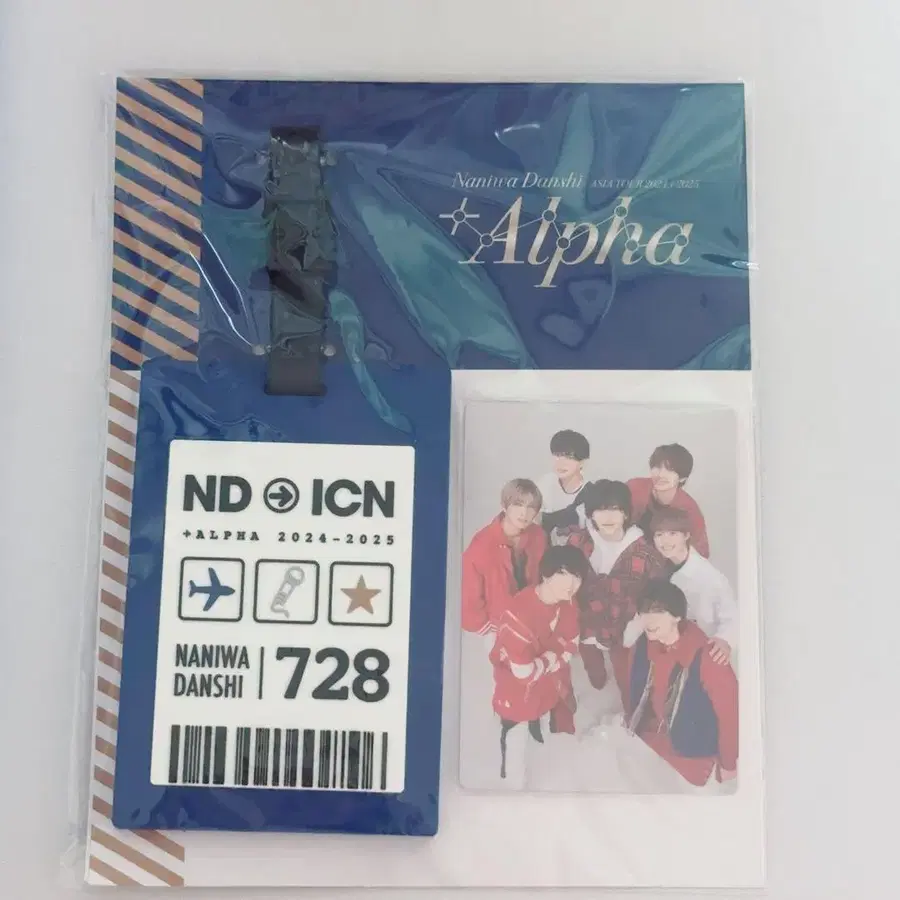 Naniwa Danshi ASIA TOUR 2024-2025
+Alpha
ND → ICN
+ALPHA 2024-2025
NANIWA
DANSHI
728